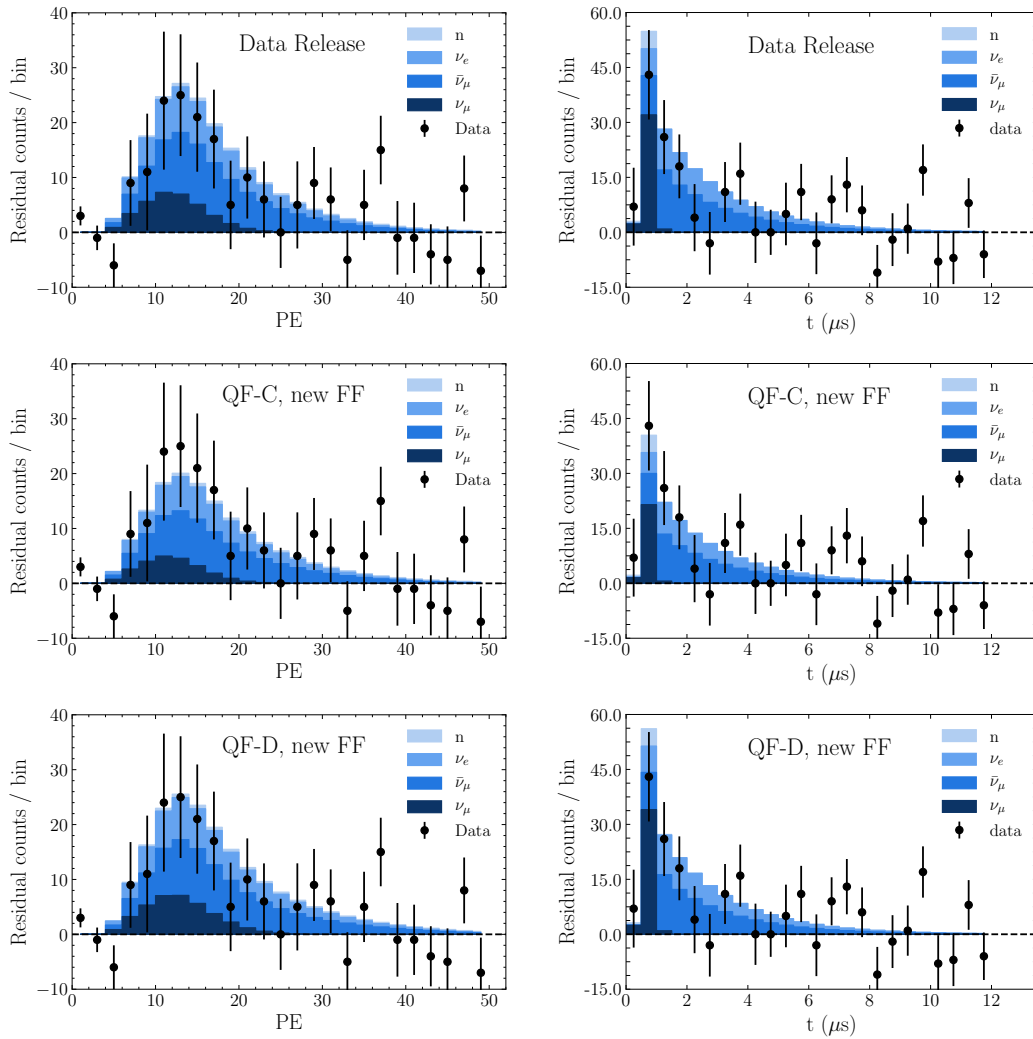 Residual counts / bin
40
30
20
10
0
−10
Data Release
n
νe
ν̄μ
νμ
Data
0
10
20
30
40
50
PE
Residual counts / bin
60.0
45.0
30.0
15.0
0.0
-15.0
Data Release
n
νe
ν̄μ
νμ
data
0
2
4
6
8
10
12
t (μs)
Residual counts / bin
40
30
20
10
0
−10
QF-C, new FF
n
νe
ν̄μ
νμ
Data
0
10
20
30
40
50
PE
Residual counts / bin
60.0
45.0
30.0
15.0
0.0
-15.0
QF-C, new FF
n
νe
ν̄μ
νμ
data
0
2
4
6
8
10
12
t (μs)
Residual counts / bin
40
30
20
10
0
−10
QF-D, new FF
n
νe
ν̄μ
νμ
Data
0
10
20
30
40
50
PE
Residual counts / bin
60.0
45.0
30.0
15.0
0.0
-15.0
QF-D, new FF
n
νe
ν̄μ
νμ
data
0
2
4
6
8
10
12
t (μs)